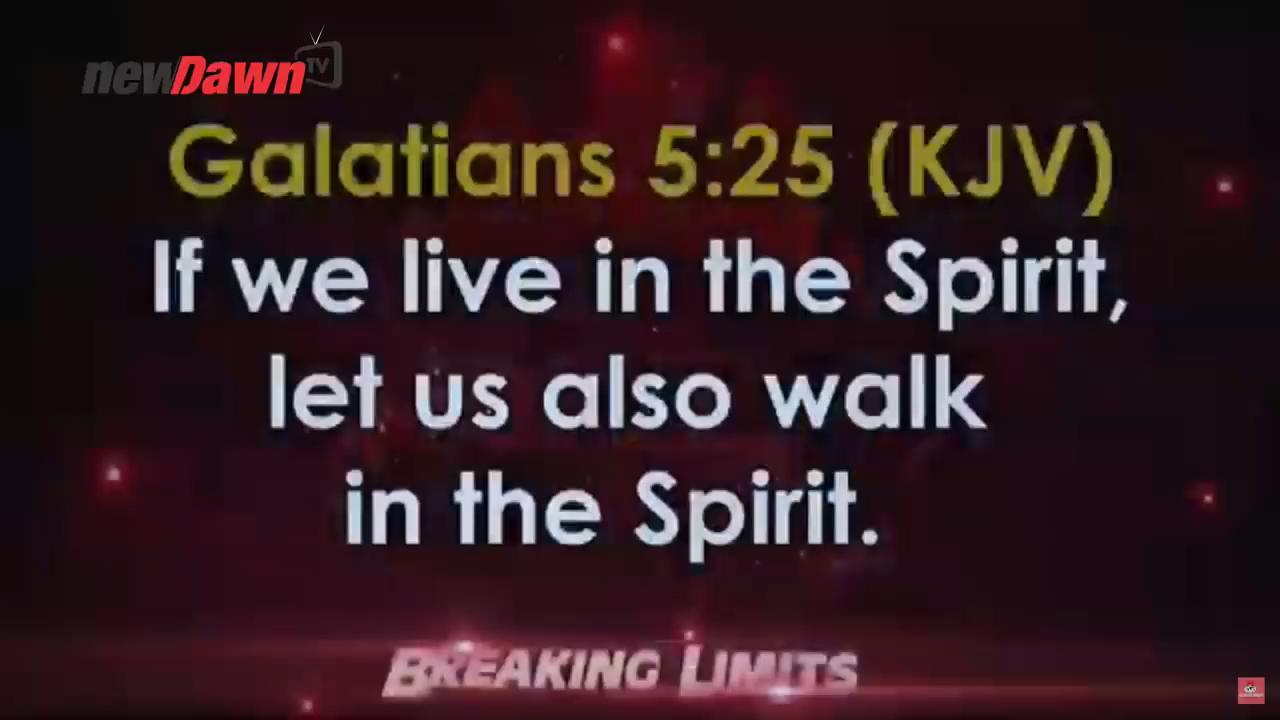 newDawn TV
Galatians 5:25 (KJV)
If we live in the Spirit,
let us also walk
in the Spirit.
BREAKING LIMITS